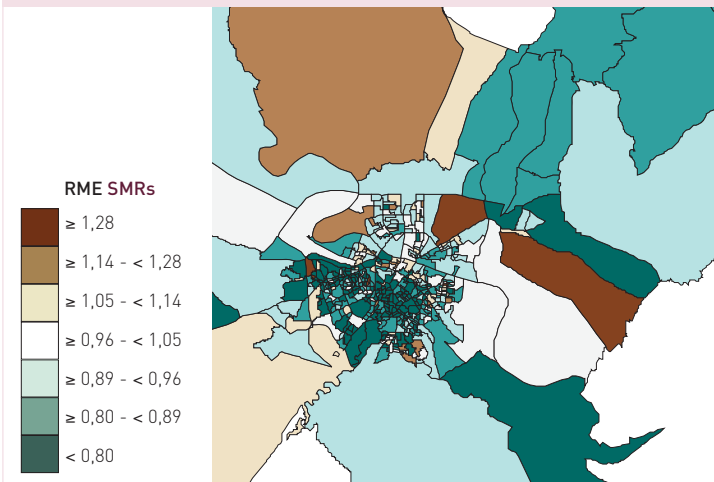 RME SMRs
≥ 1,28
≥ 1,14 - < 1,28
≥ 1,05 - < 1,14
≥ 0,96 - < 1,05
≥ 0,89 - < 0,96
≥ 0,80 - < 0,89
< 0,80